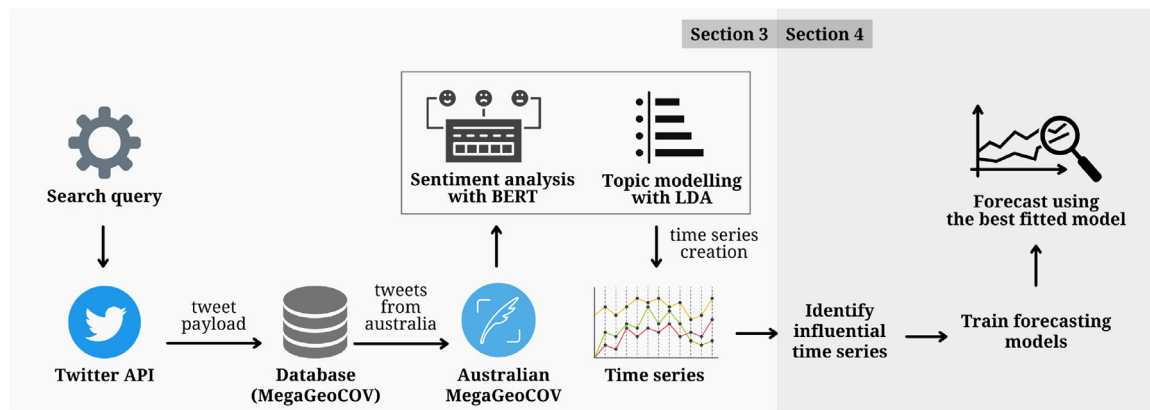 Section 3 Section 4
Search query
Sentiment analysis
with BERT
Topic modelling
with LDA
time series
creation
Forecast using
the best fitted model
tweet
payload
tweets
from
australia
Twitter API
Database
(MegaGeoCOV)
Australian
MegaGeoCOV
Time series
Identify
influential
time series
Train forecasting
models